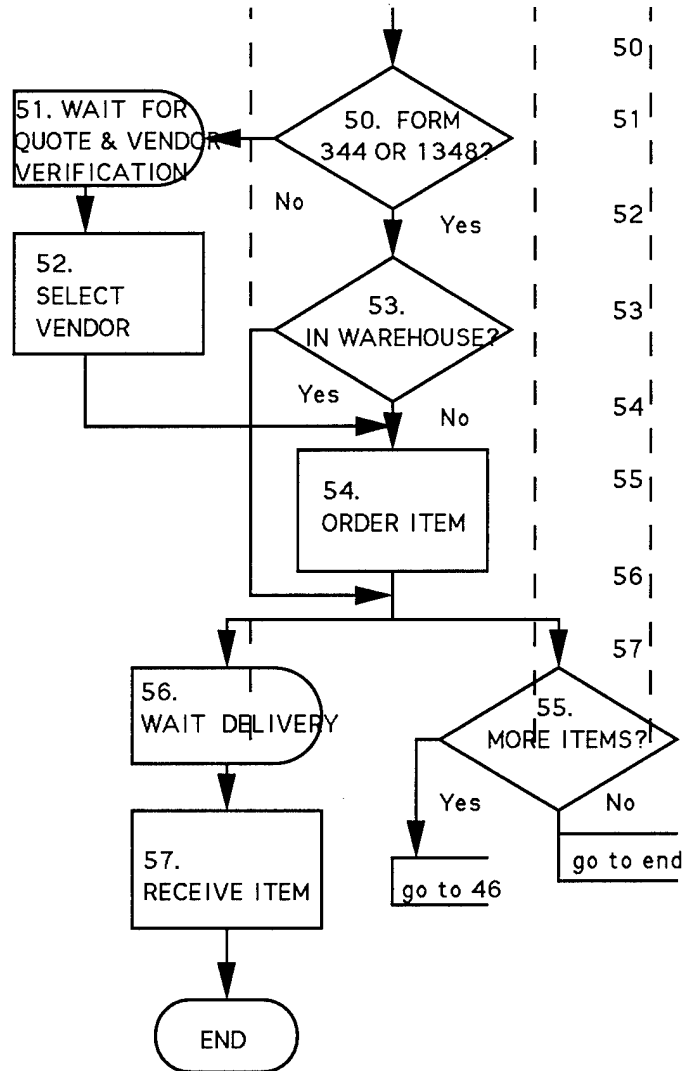 50
51. WAIT FOR
QUOTE & VENDOR
VERIFICATION
50. FORM
344 OR 1348?
51
No
Yes
52
52.
SELECT
VENDOR
53.
IN WAREHOUSE?
53
Yes
No
54
54.
ORDER ITEM
55
56
57
56.
WAIT DELIVERY
55.
MORE ITEMS?
Yes
No
57.
RECEIVE ITEM
go to 46
go to end
END